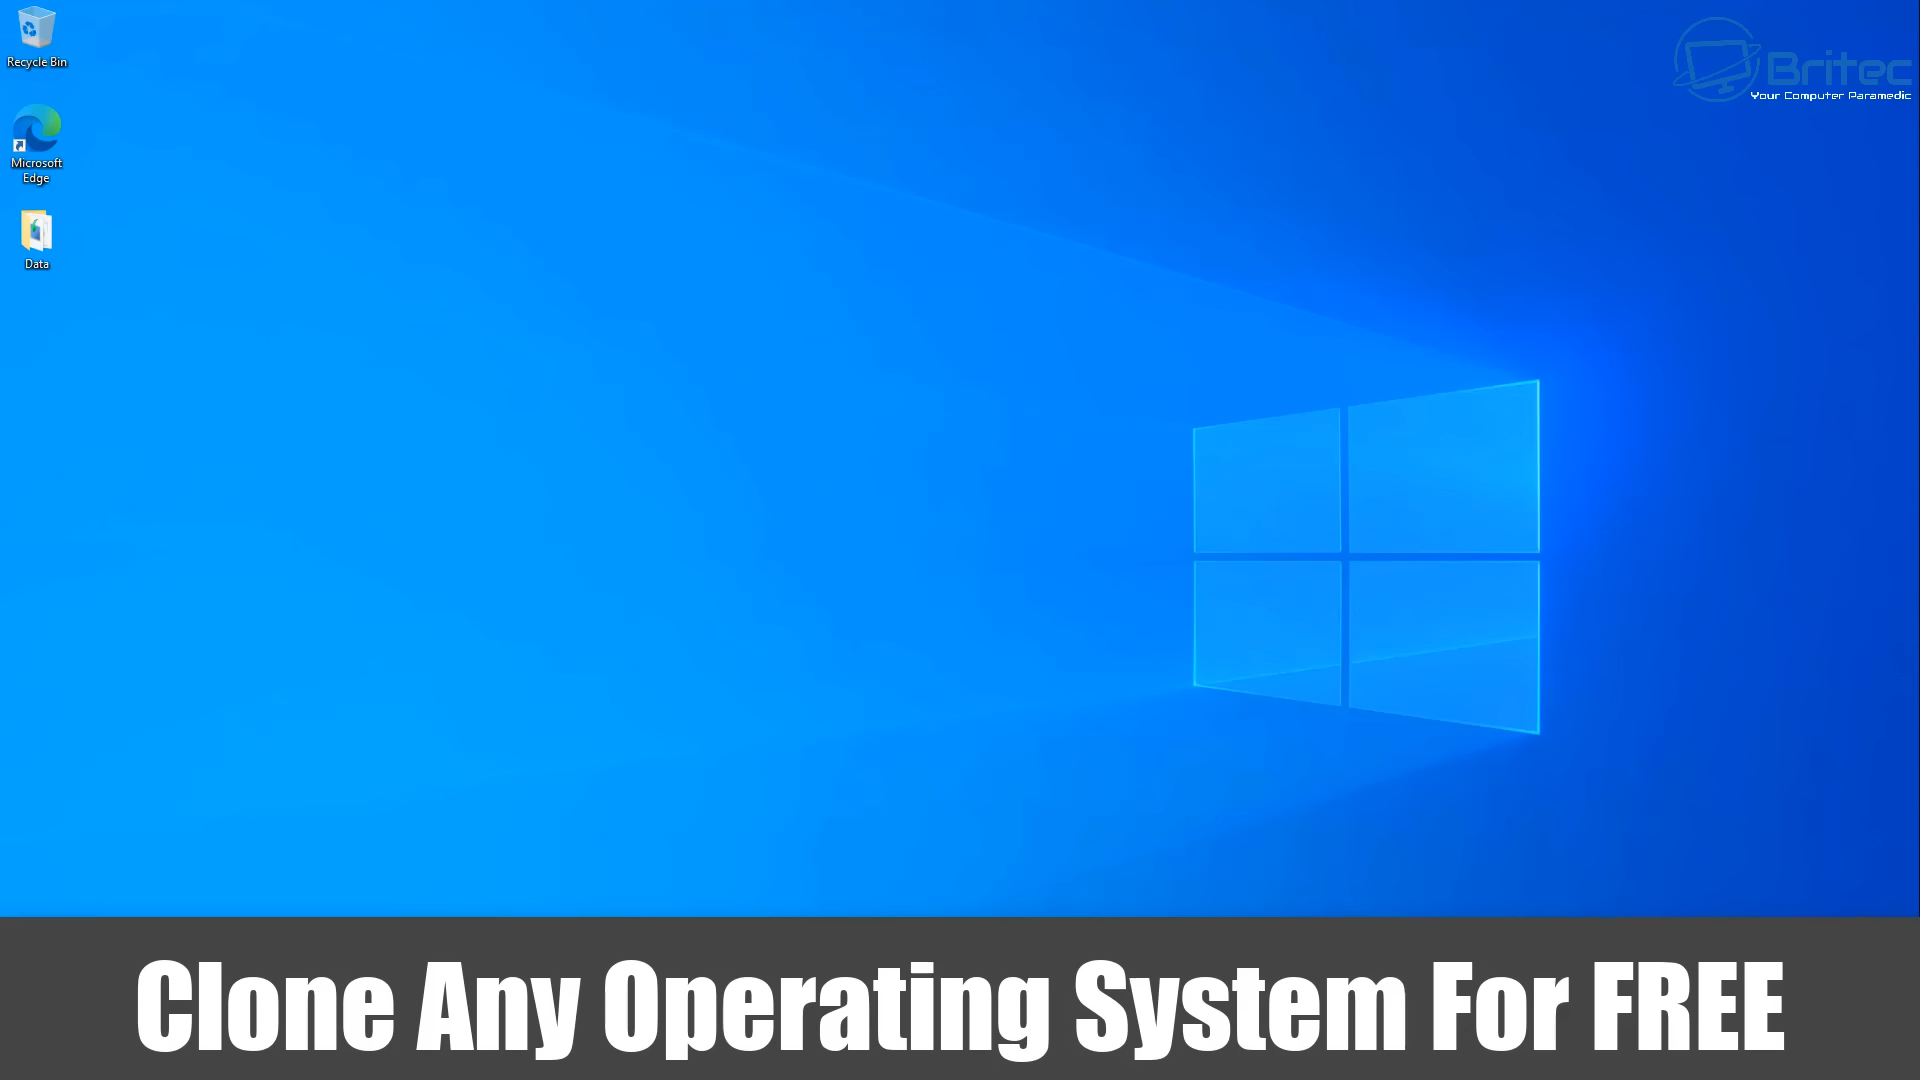 Recycle Bin
Britec
Your Computer Paramedic
Microsoft
Edge
Data
Clone Any Operating System For FREE